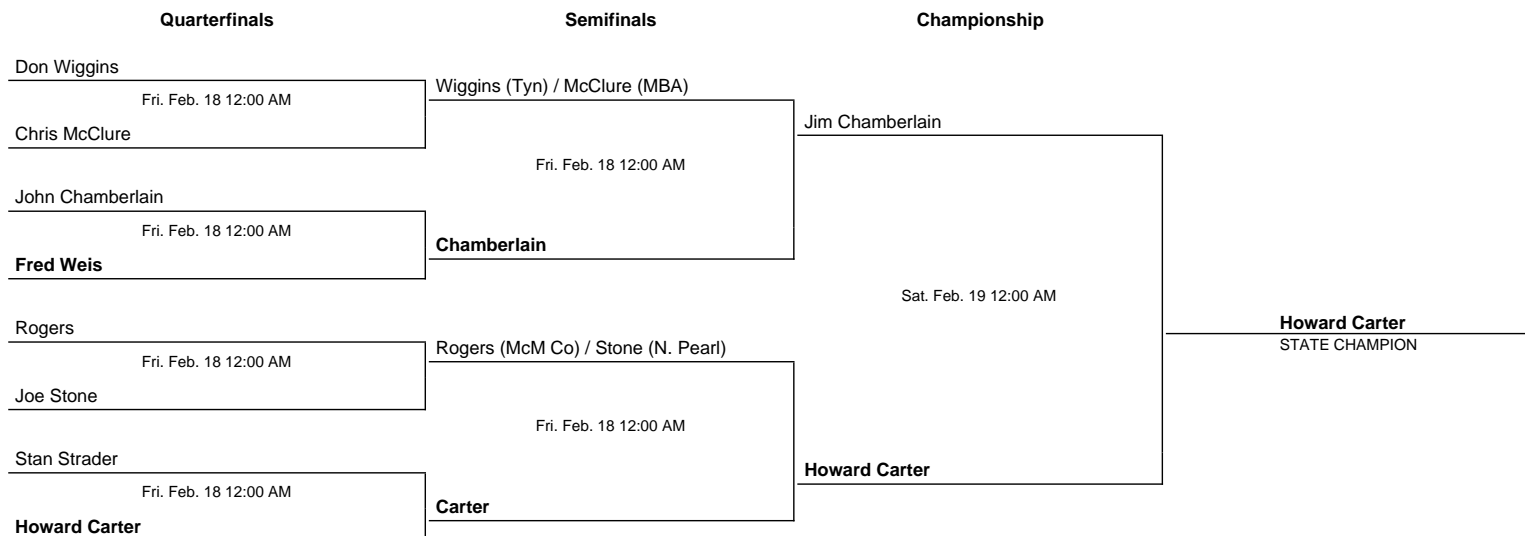 Quarterfinals
Semifinals
Championship
Don Wiggins
Fri. Feb. 18 12:00 AM
Chris McClure
John Chamberlain
Fri. Feb. 18 12:00 AM
Fred Weis
Rogers
Fri. Feb. 18 12:00 AM
Joe Stone
Stan Strader
Fri. Feb. 18 12:00 AM
Howard Carter
Wiggins (Tyn) / McClure (MBA)
Fri. Feb. 18 12:00 AM
Chamberlain
Rogers (McM Co) / Stone (N. Pearl)
Fri. Feb. 18 12:00 AM
Carter
Jim Chamberlain
Sat. Feb. 19 12:00 AM
Howard Carter
Howard Carter
STATE CHAMPION